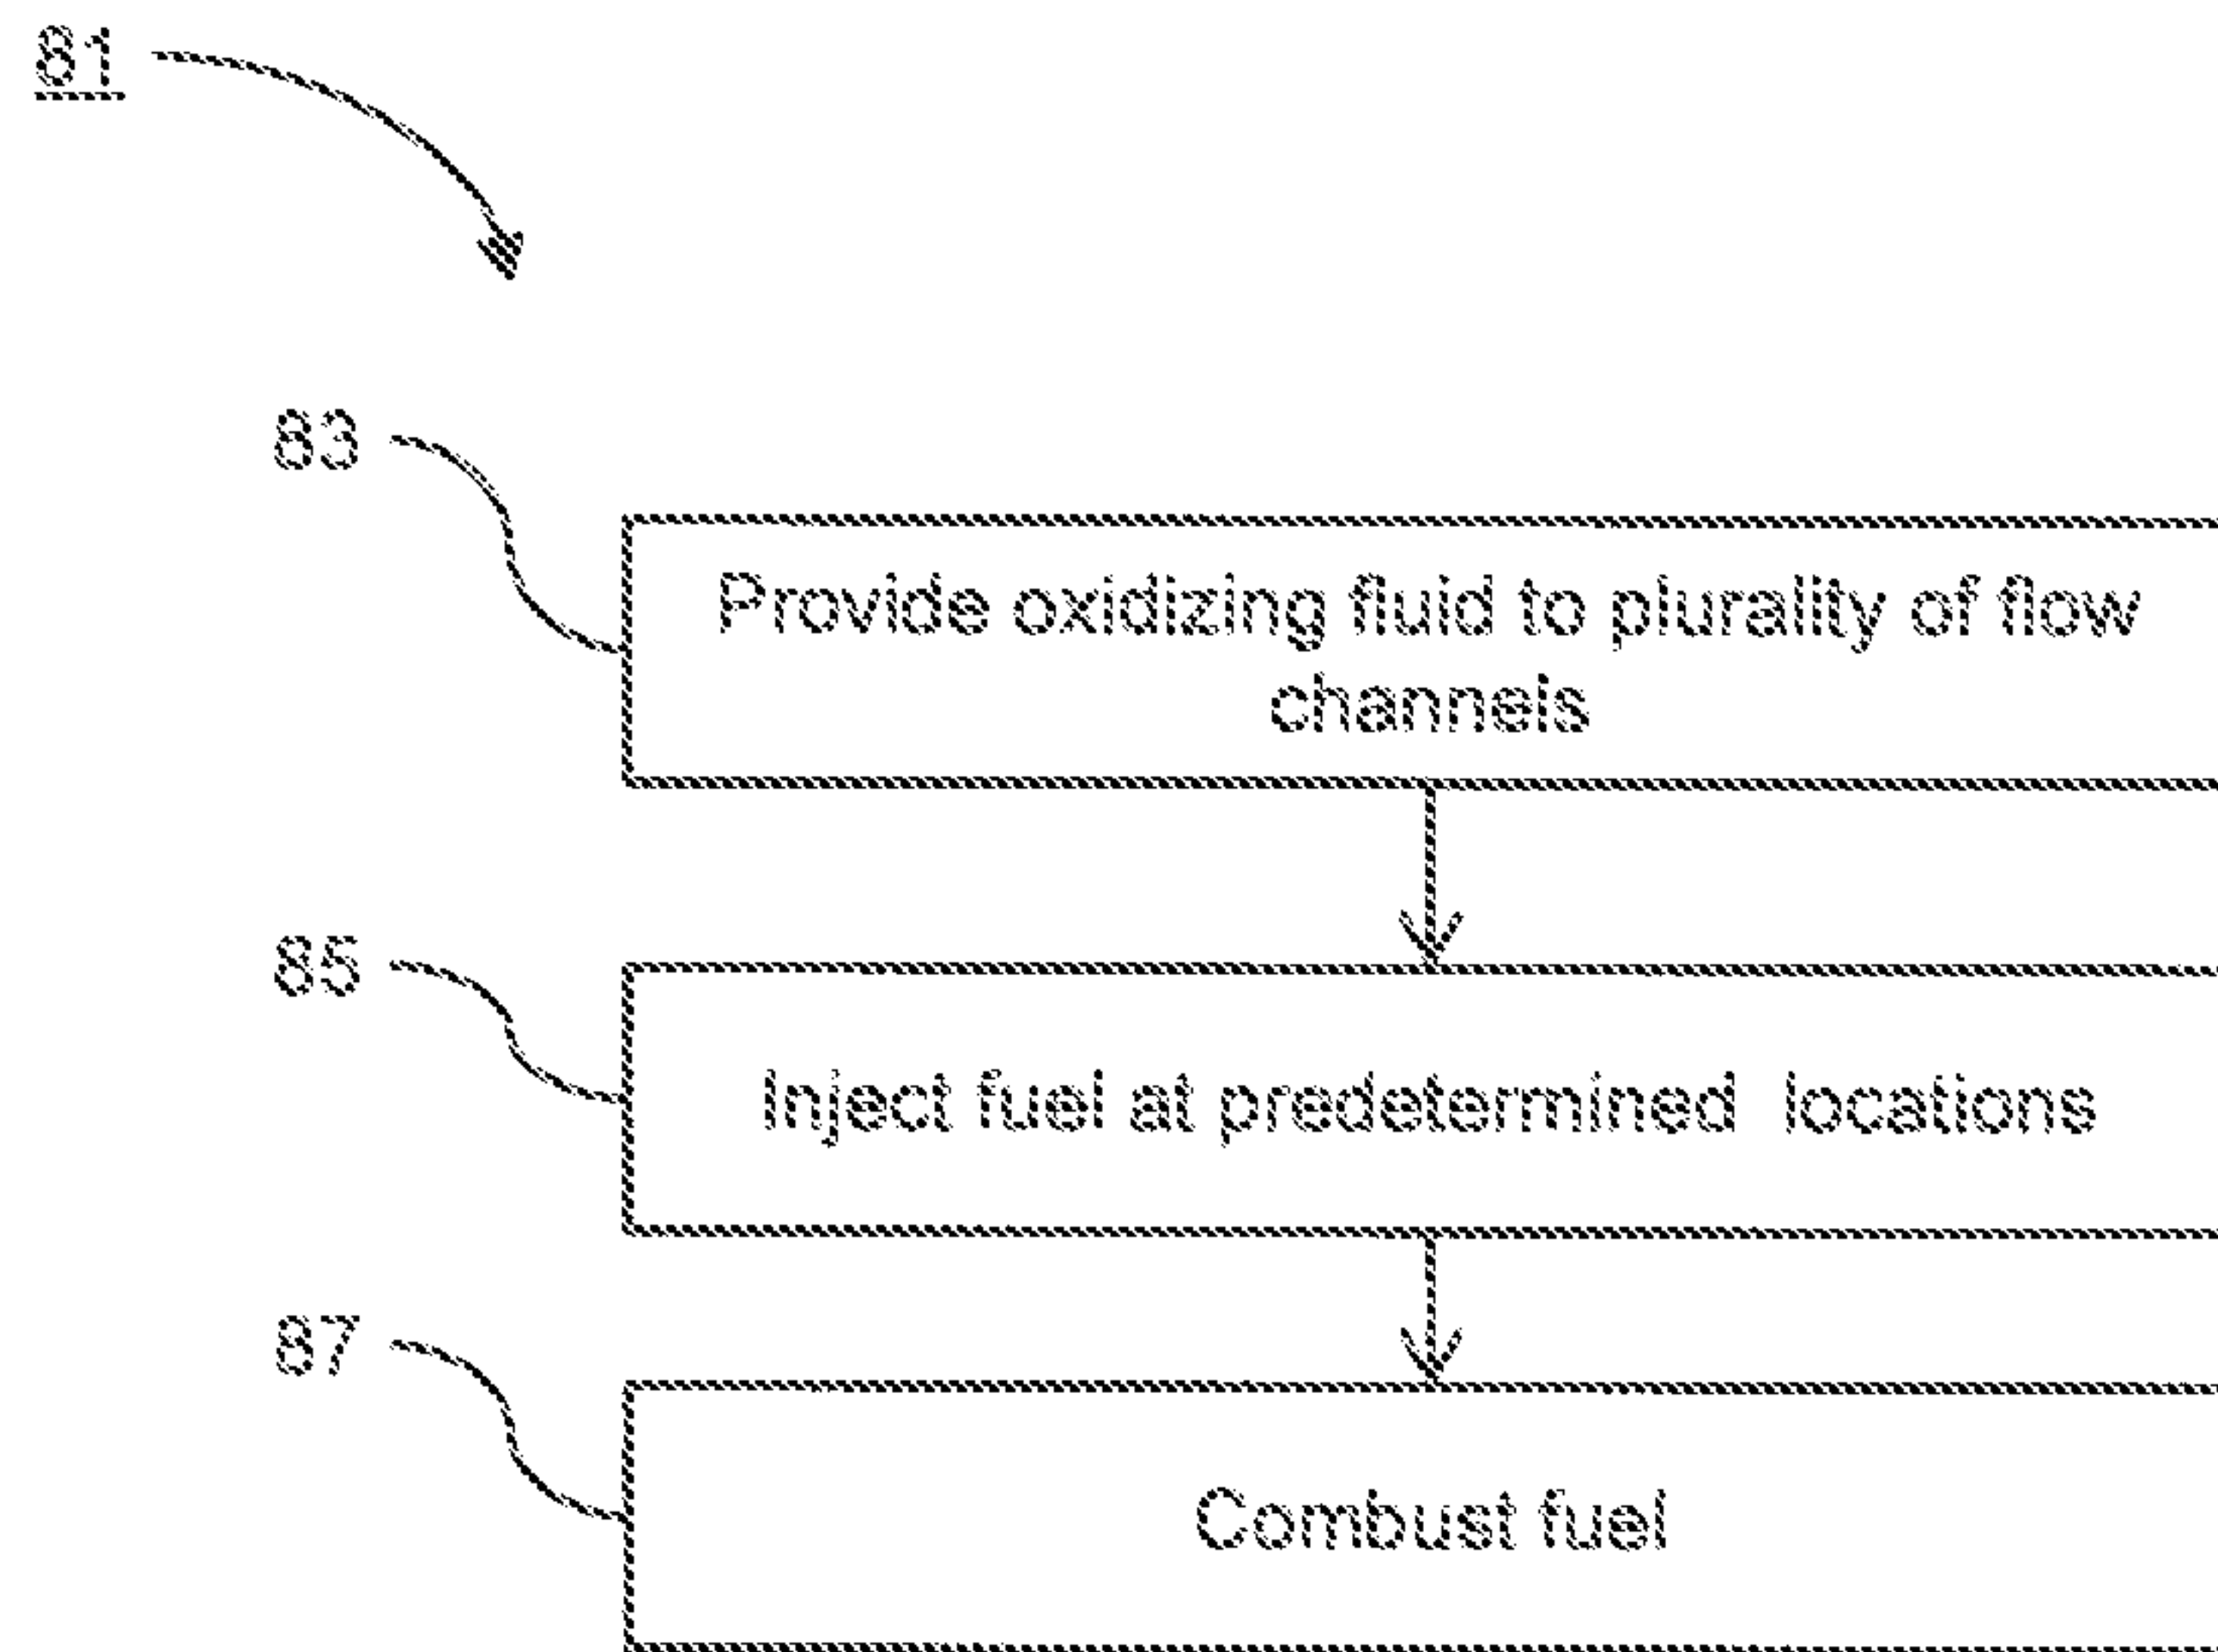 81
83
Provide oxidizing fluid to plurality of flow
channels
85
Inject fuel at predetermined locations
87
Combust fuel